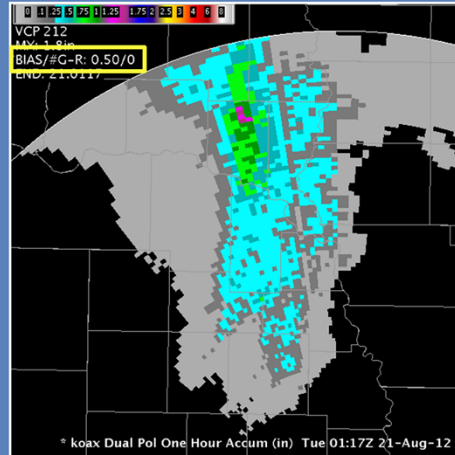 0 .1 .25 .5 .75 1 1.25 1.5 1.75 2 2.5 3 4 6 8
VCP 212
MX: 1.8in
BIAS/#G-R: 0.50/0
END: 21:0117
* koax Dual Pol One Hour Accum (in) Tue 01:17Z 21-Aug-12